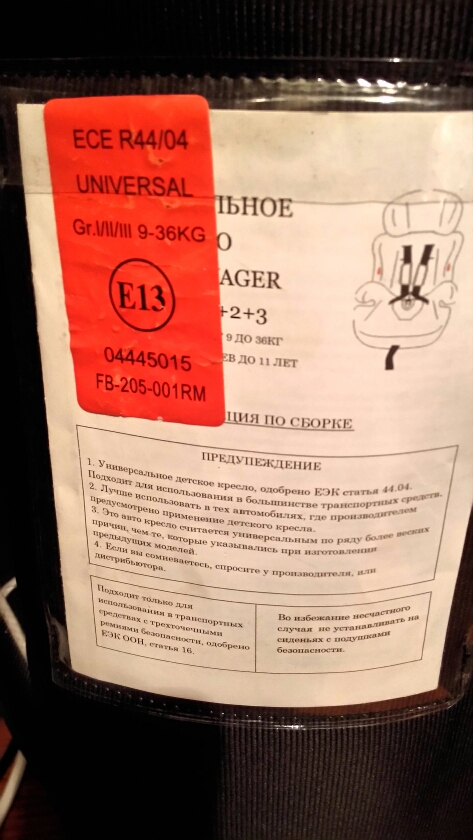 ECE R44/04
UNIVERSAL
Gr.I/II/III 9-36KG
E13
04445015
FB-205-001RM
ЬНОЕ
О
AGER
+2+3
9 ДО 36КГ
ЕВ ДО 11 ЛЕТ
ЦИЯ ПО СБОРКЕ
ПРЕДУПЕЖДЕНИЕ
1. Универсальное детское кресло, одобрено ЕЭК статья 44.04.
Подходит для использования в большинстве транспортных средств.
2. Лучше использовать в тех автомобилях, где производителем
предусмотрено применение детского кресла.
3. Это авто кресло считается универсальным по ряду более веских
причин, чем те, которые указывались при изготовлении
предыдущих моделей.
4. Если вы сомневаетесь, спросите у производителя, или
дистрибьютора.
Подходит только для
использования в транспортных
средствах с трехточечными
ремнями безопасности, одобрено
ЕЭК ООН, статья 16.
Во избежание несчастного
случая не устанавливать на
сиденьях с подушками
безопасности.